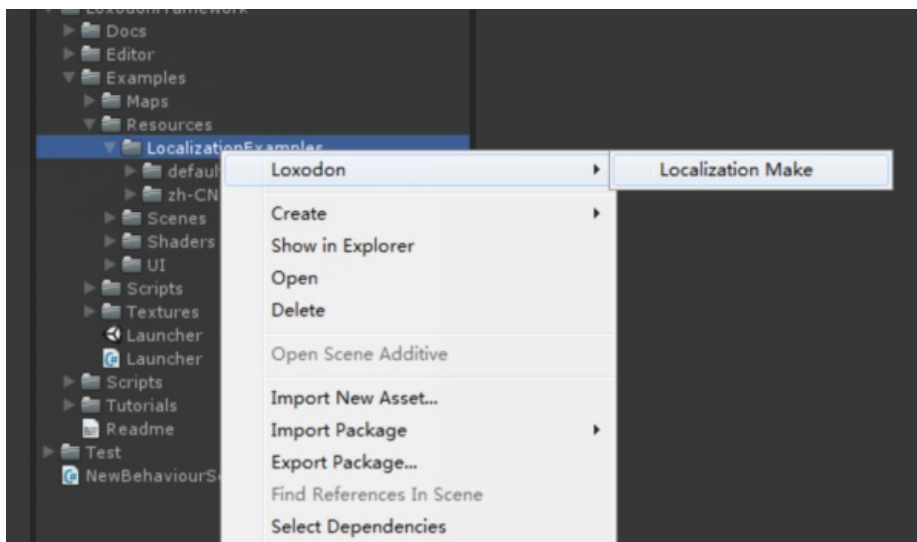 Docs
Editor
Examples
Maps
Resources
LocalizationExamples
Loxodon
Localization Make
zh-CN
Create
Scenes
Shaders
Show in Explorer
UI
Open
Scripts
Delete
Textures
Launcher
Launcher
Open Scene Additive
Scripts
Import New Asset...
Tutorials
Import Package
Readme
Export Package...
Test
Find References In Scene
Select Dependencies